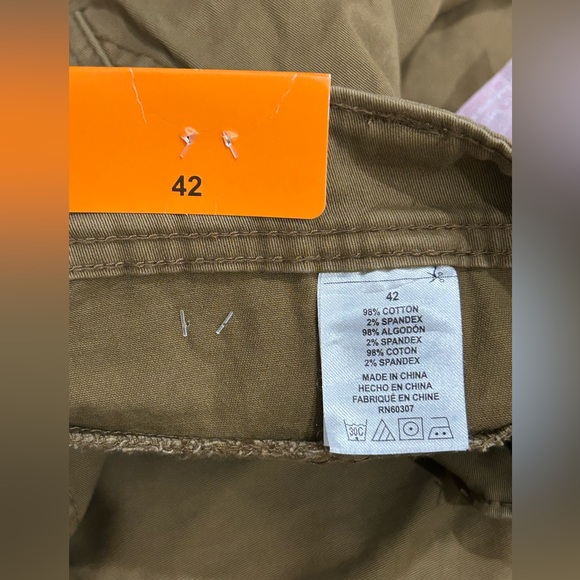 42
42
98% COTTON
2% SPANDEX
98% ALGODÓN
2% SPANDEX
98% COTON
2% SPANDEX
MADE IN CHINA
HECHO EN CHINA
FABRIQUÉ EN CHINE
RN60307
30C